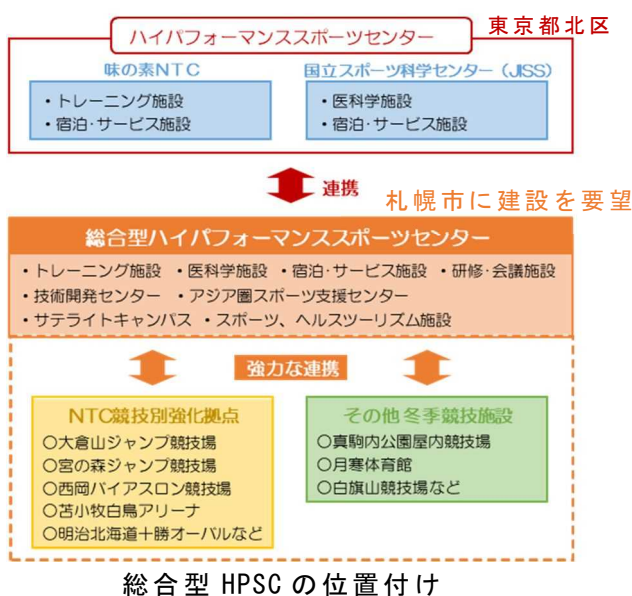 東京都北区
ハイパフォーマンススポーツセンター
味の素NTC
・トレーニング施設
・宿泊・サービス施設
国立スポーツ科学センター（JISS）
・医科学施設
・宿泊・サービス施設
連携
札幌市に建設を要望
総合型ハイパフォーマンススポーツセンター
・トレーニング施設 ・医科学施設 ・宿泊・サービス施設 ・研修・会議施設
・技術開発センター ・アジア圏スポーツ支援センター
・サテライトキャンパス ・スポーツ、ヘルスツーリズム施設
強力な連携
NTC競技別強化拠点
○大倉山ジャンプ競技場
○宮の森ジャンプ競技場
○西岡バイアスロン競技場
○苫小牧白鳥アリーナ
○明治北海道十勝オーバルなど
その他冬季競技施設
○真駒内公園屋内競技場
○月寒体育館
○白旗山競技場など
総合型 HPSC の位置付け